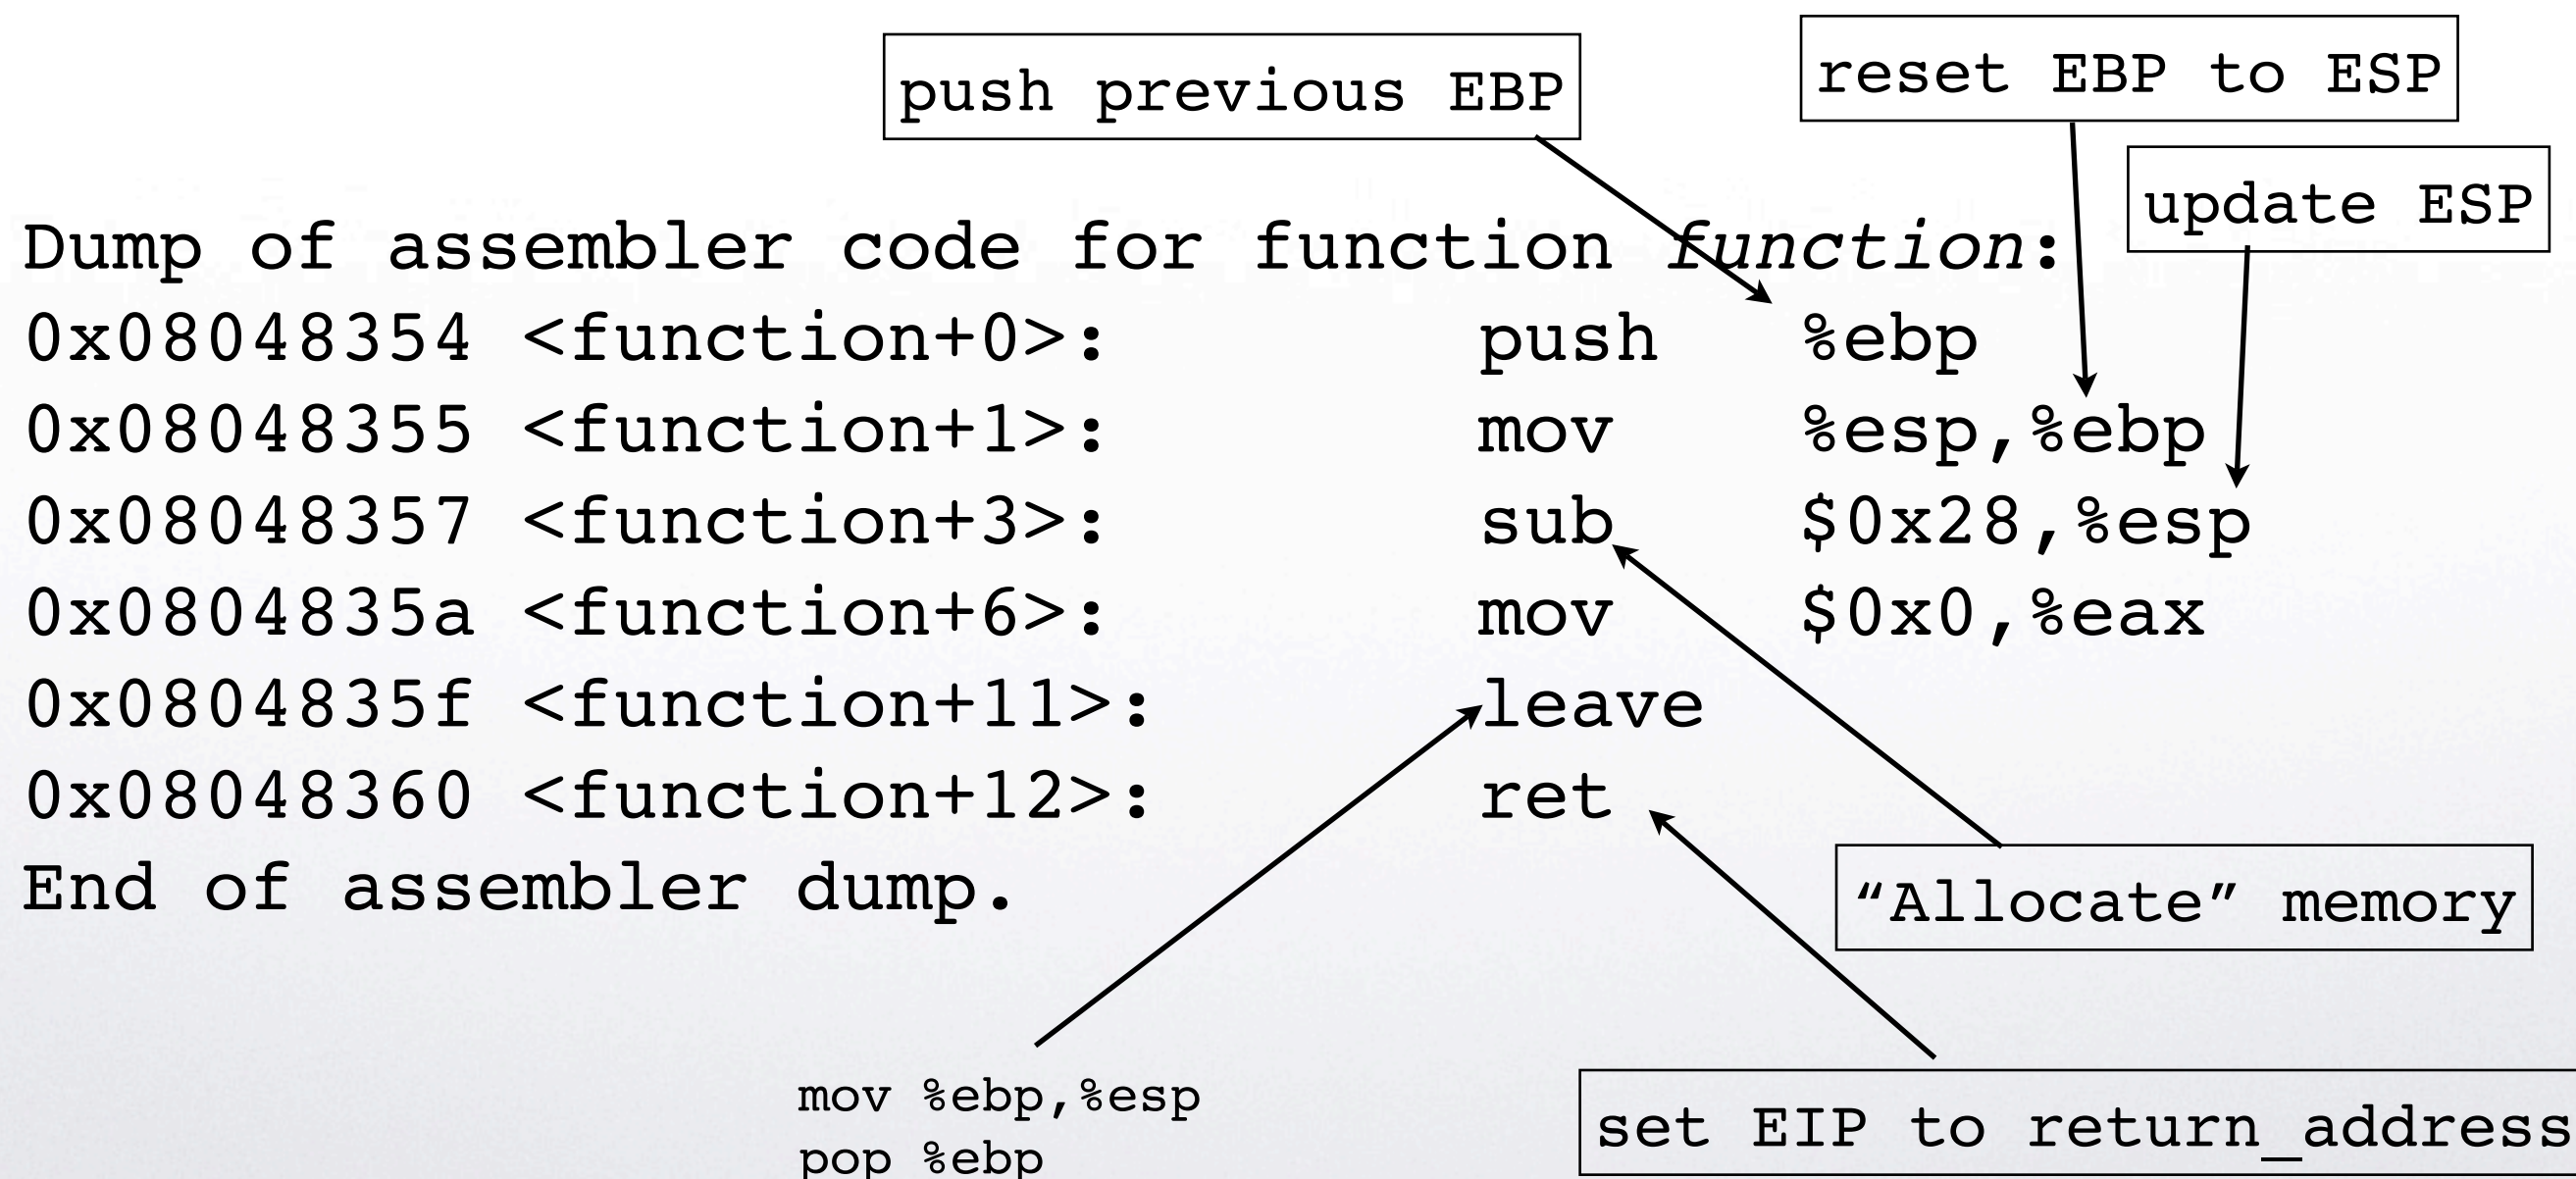 push previous EBP
reset EBP to ESP
update ESP
Dump of assembler code for function function:
0x08048354 <function+0>: push %ebp
0x08048355 <function+1>: mov %esp,%ebp
0x08048357 <function+3>: sub $0x28,%esp
0x0804835a <function+6>: mov $0x0,%eax
0x0804835f <function+11>: leave
0x08048360 <function+12>: ret
End of assembler dump.
“Allocate” memory
mov %ebp,%esp
pop %ebp
set EIP to return_address